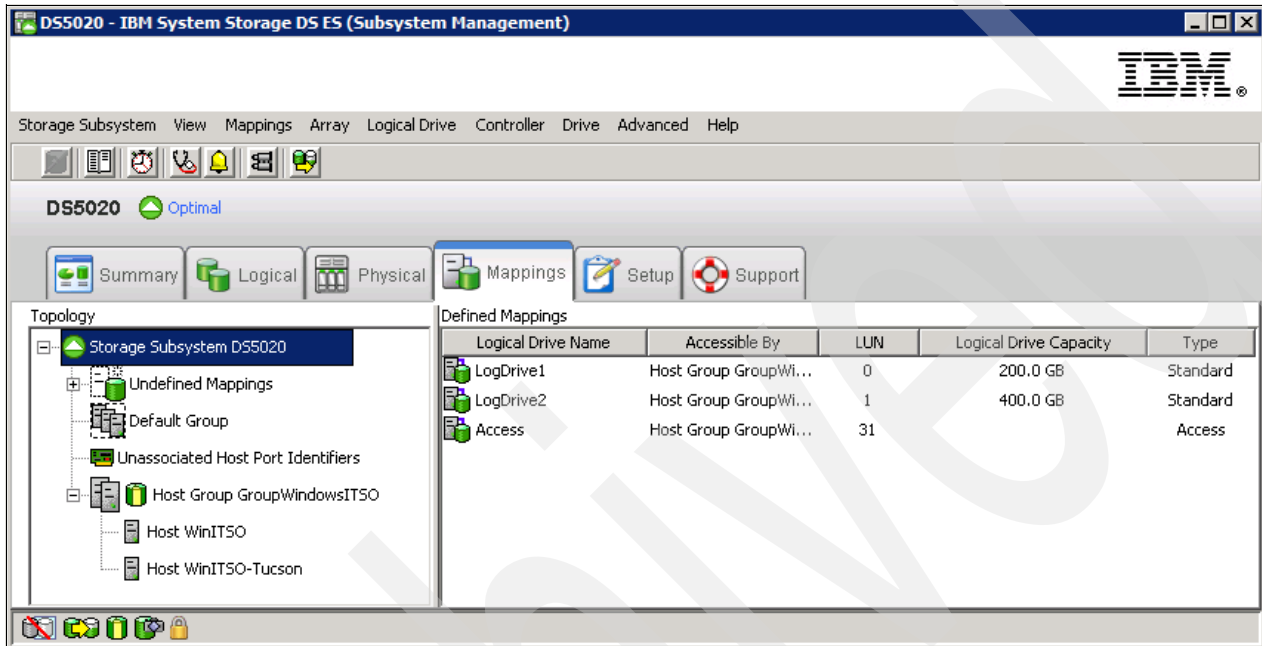 DS5020 - IBM System Storage DS ES (Subsystem Management)
IBM®
Storage Subsystem View Mappings Array Logical Drive Controller Drive Advanced Help
DS5020 Optimal
Summary Logical Physical Mappings Setup Support
Topology
Storage Subsystem DS5020
Undefined Mappings
Default Group
Unassociated Host Port Identifiers
Host Group GroupWindowsITSO
Host WinITSO
Host WinITSO-Tucson
Defined Mappings
Logical Drive Name Accessible By LUN Logical Drive Capacity Type
LogDrive1 Host Group GroupWi... 0 200.0 GB Standard
LogDrive2 Host Group GroupWi... 1 400.0 GB Standard
Access Host Group GroupWi... 31 Access